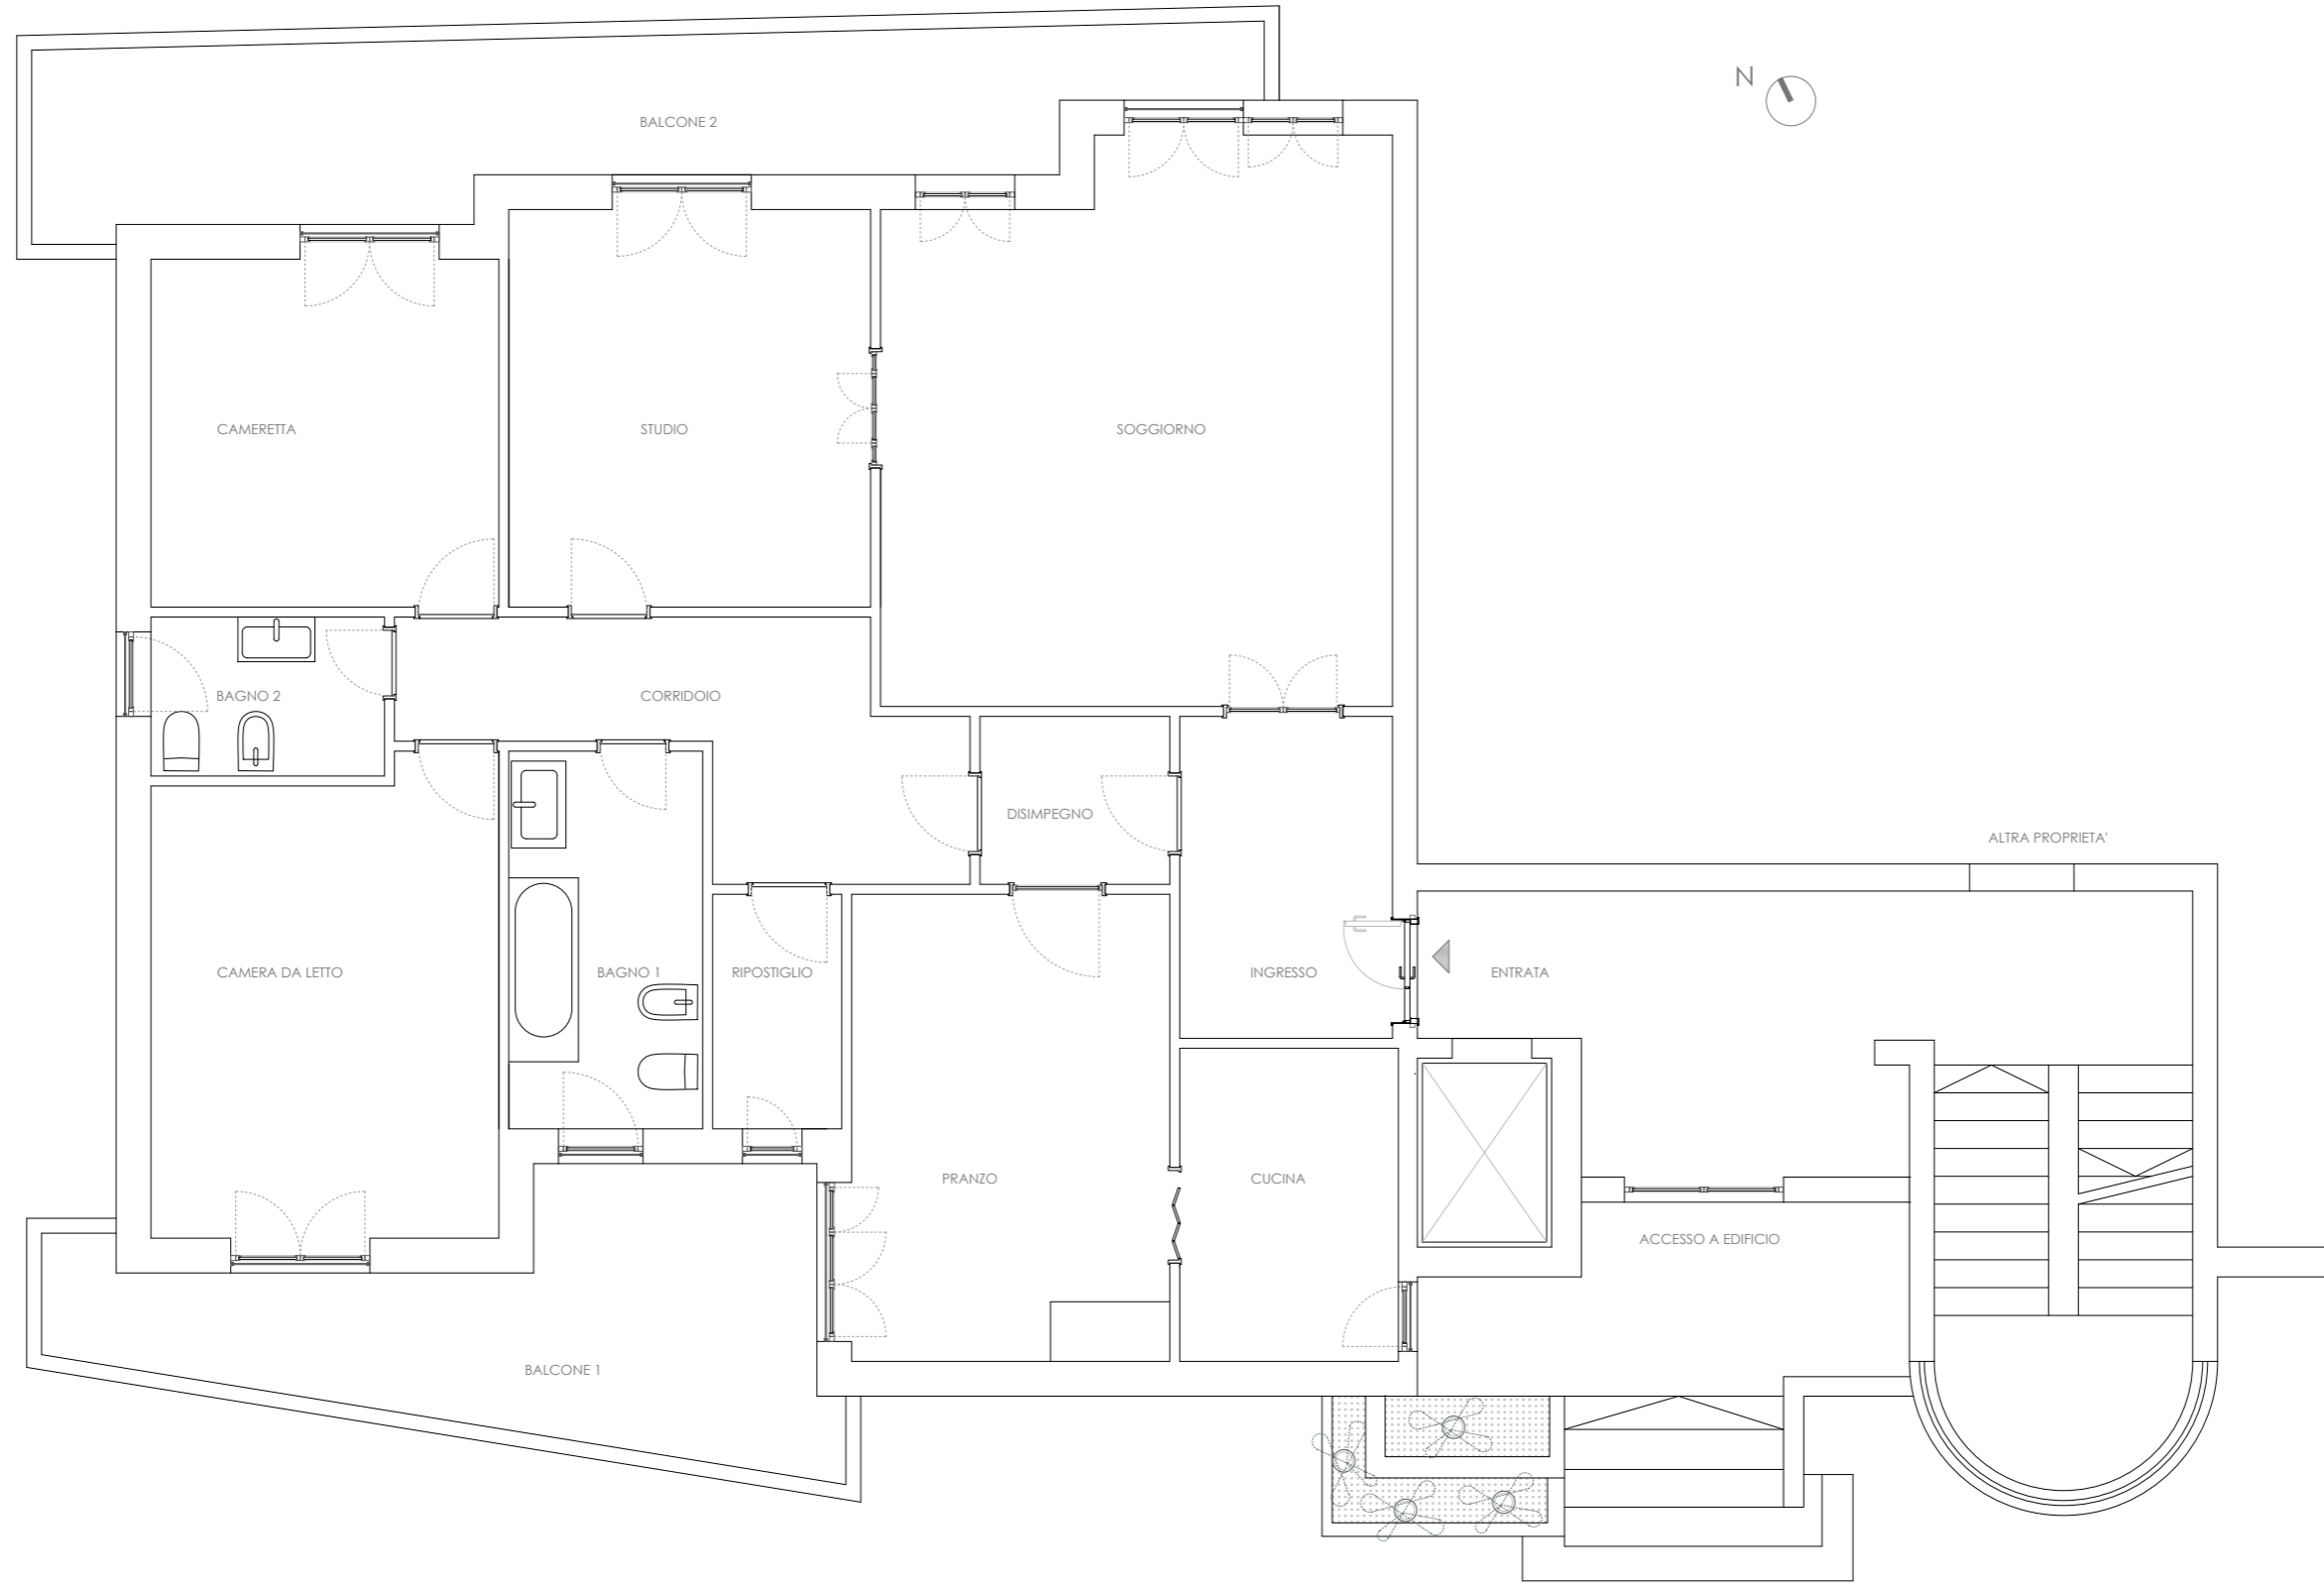 N
BALCONE 2
CAMERETTA
STUDIO
SOGGIORNO
BAGNO 2
CORRIDOIO
DISIMPEGNO
ALTRA PROPRIETA'
CAMERA DA LETTO
BAGNO 1
RIPOSTIGLIO
INGRESSO
ENTRATA
PRANZO
CUCINA
ACCESSO A EDIFICIO
BALCONE 1